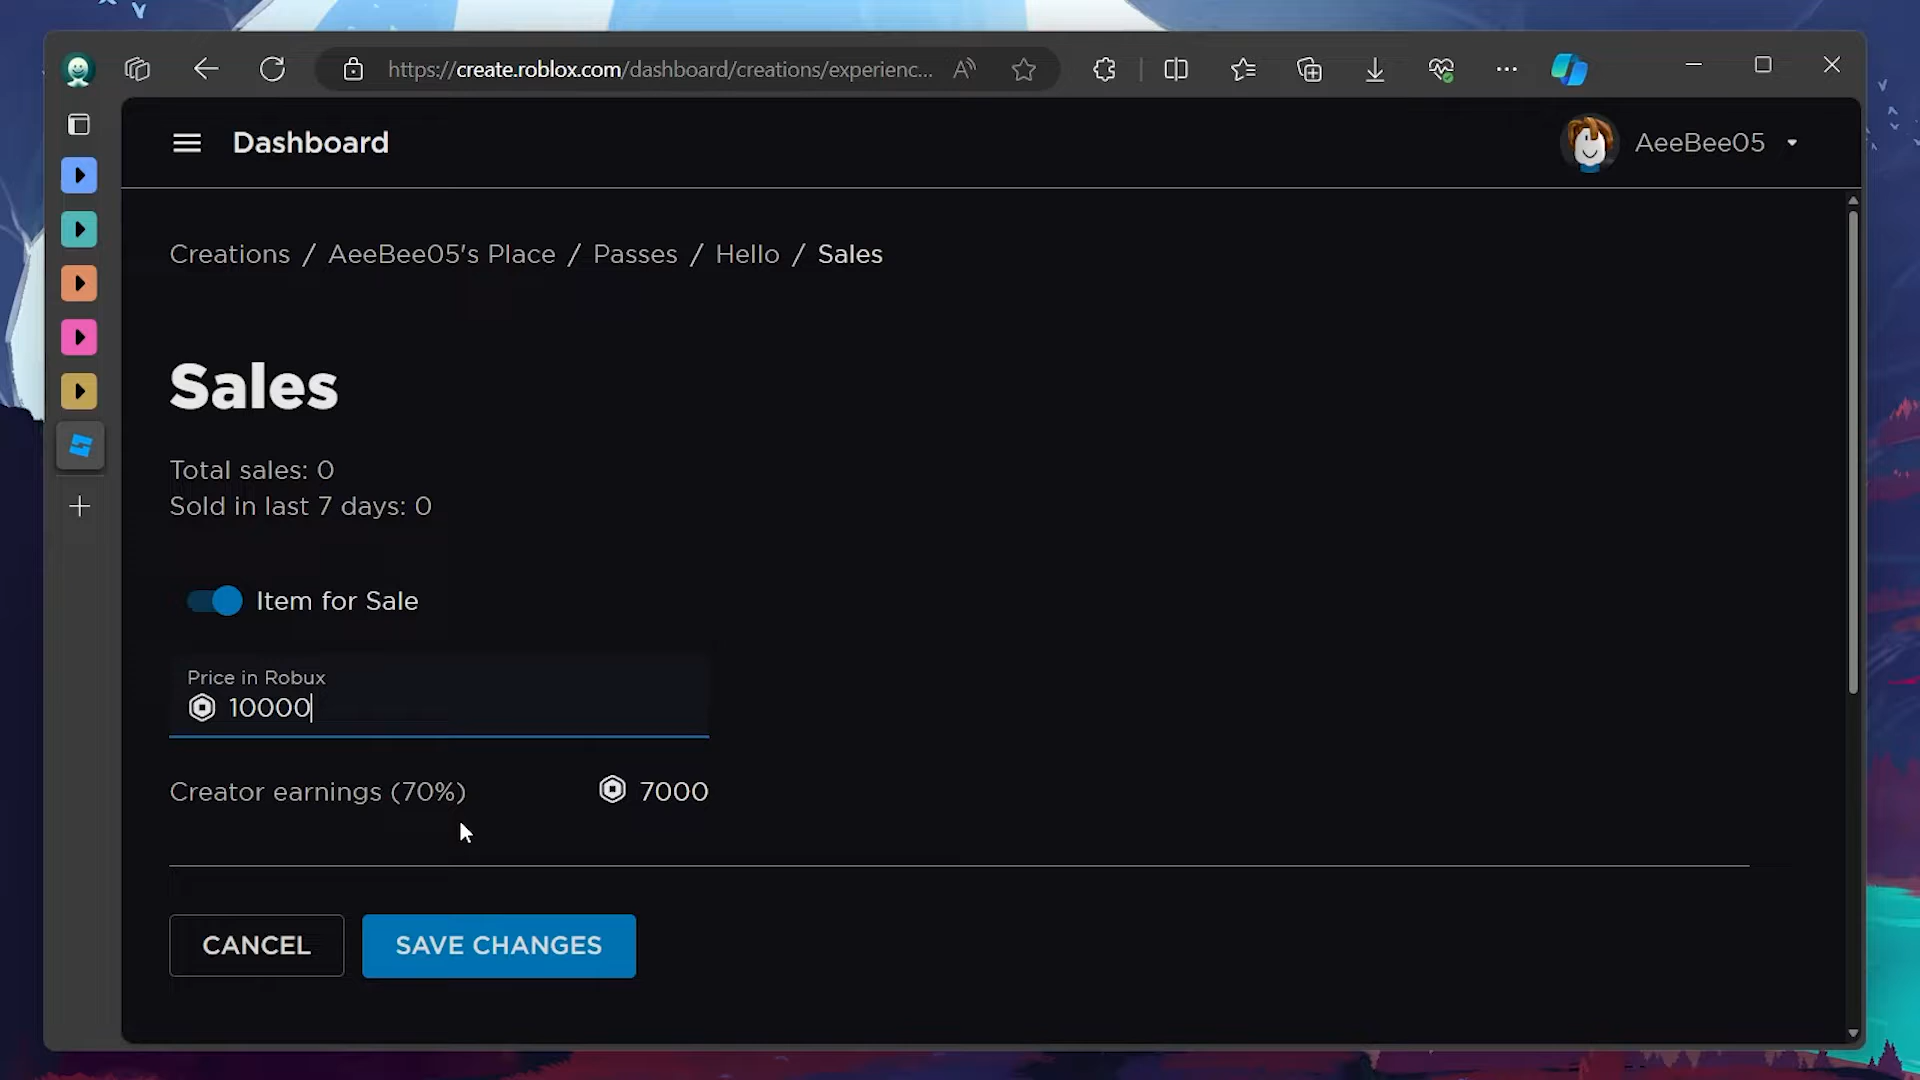 https://create.roblox.com/dashboard/creations/experienc...
Dashboard
AeeBee05
Creations / AeeBee05's Place / Passes / Hello / Sales
Sales
Total sales: 0
Sold in last 7 days: 0
Item for Sale
Price in Robux
10000
Creator earnings (70%) 7000
CANCEL SAVE CHANGES